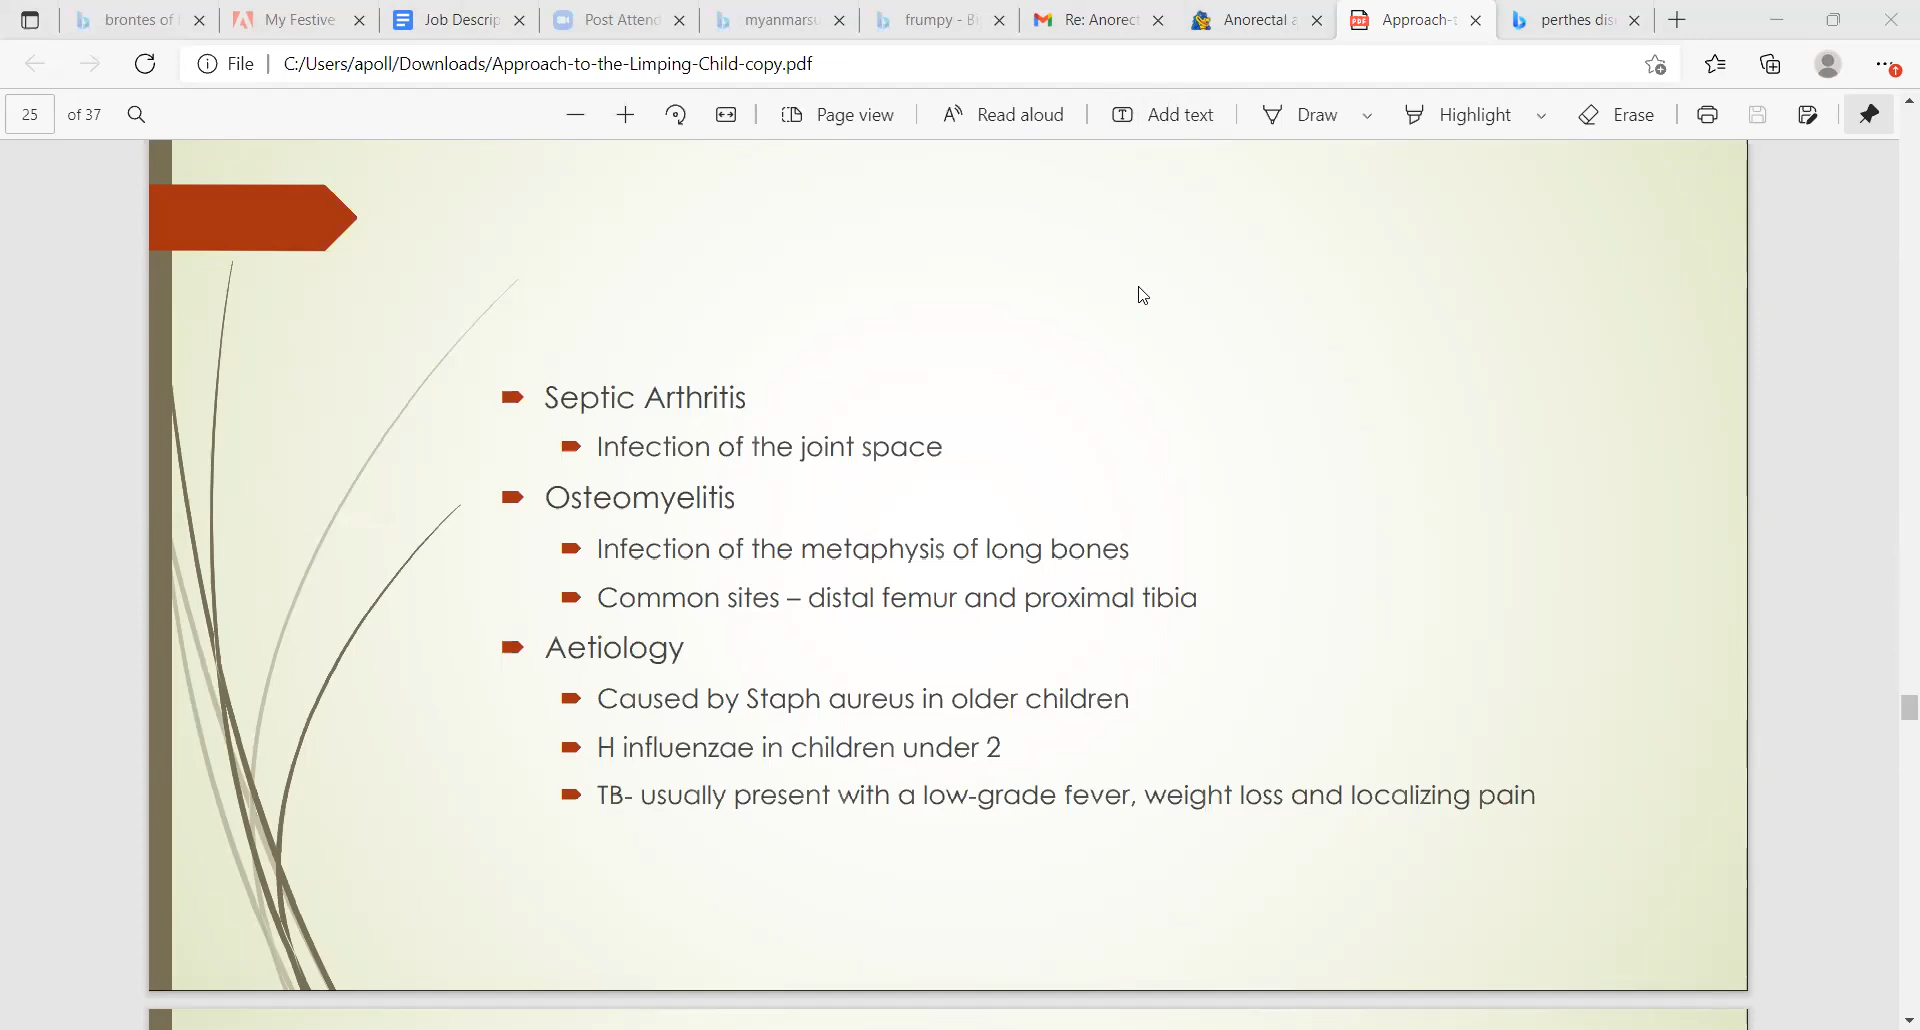 brontes of
My Festive
Job Descrip
Post Attend
myanmarsu
frumpy - Bi
Re: Anorect
Anorectal a
Approach-t
perthes dis
File
C:/Users/apoll/Downloads/Approach-to-the-Limping-Child-copy.pdf
25 of 37
Page view
Read aloud
Add text
Draw
Highlight
Erase
Septic Arthritis
Infection of the joint space
Osteomyelitis
Infection of the metaphysis of long bones
Common sites – distal femur and proximal tibia
Aetiology
Caused by Staph aureus in older children
H influenzae in children under 2
TB- usually present with a low-grade fever, weight loss and localizing pain